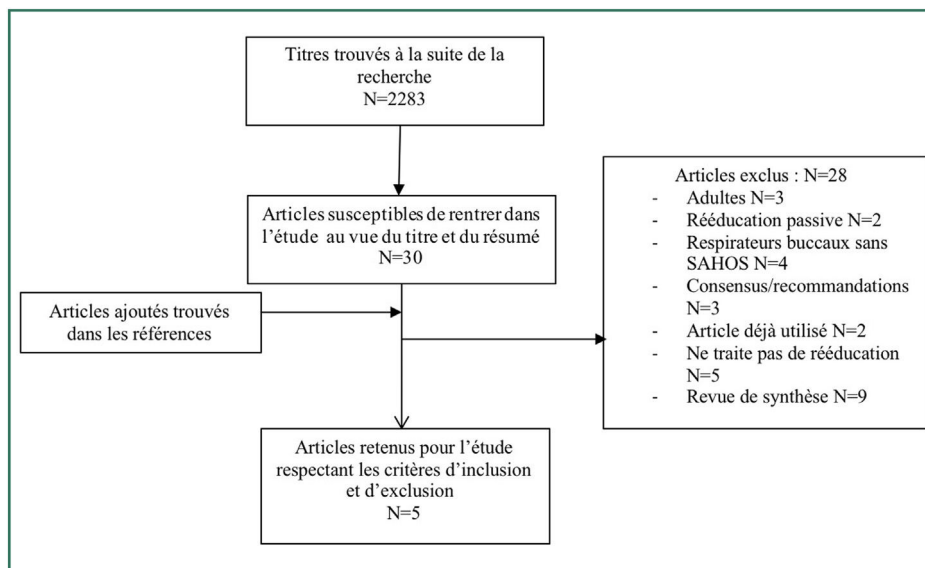 Titres trouvés à la suite de la
recherche
N=2283
Articles susceptibles de rentrer dans
l’étude au vue du titre et du résumé
N=30
Articles ajoutés trouvés
dans les références
Articles exclus : N=28
- Adultes N=3
- Rééducation passive N=2
- Respirateurs buccaux sans
SAHOS N=4
- Consensus/recommandations
N=3
- Article déjà utilisé N=2
- Ne traite pas de rééducation
N=5
- Revue de synthèse N=9
Articles retenus pour l’étude
respectant les critères d’inclusion
et d’exclusion
N=5